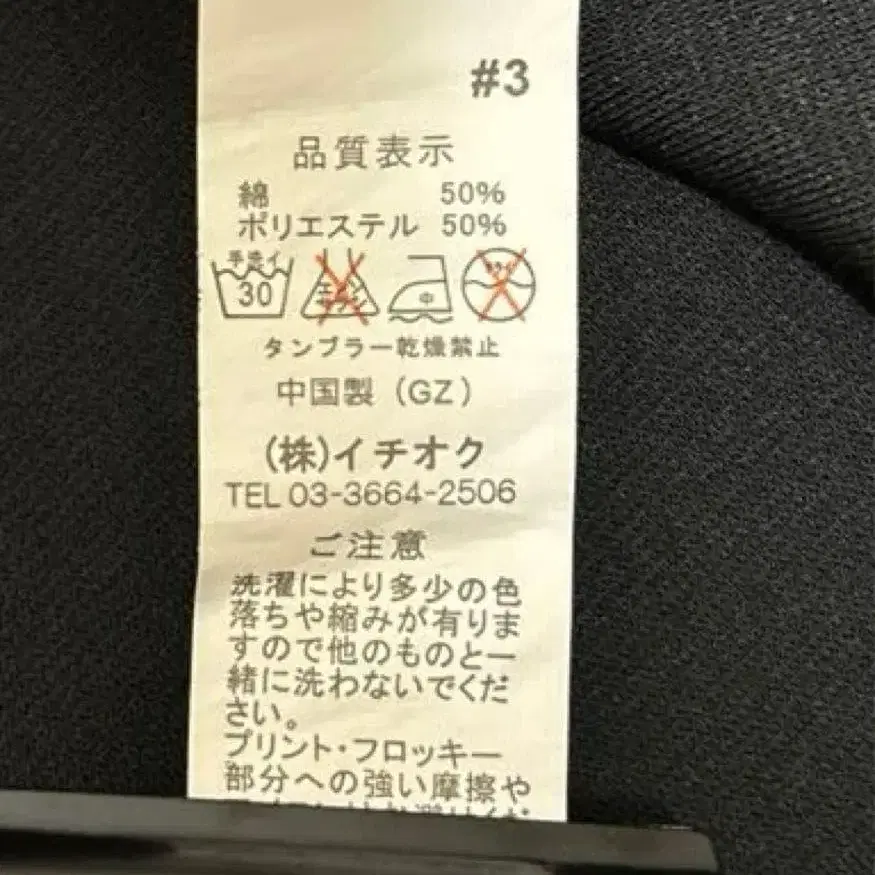 #3
品質表示
綿 50%
ポリエステル 50%
手洗イ
30
中
タンブラー乾燥禁止
中国製(GZ)
(株)イチオク
TEL 03-3664-2506
ご注意
洗濯により多少の色
落ちや縮みが有りま
すので他のものと一
緒に洗わないでくだ
さい。
プリント・フロッキー
部分への強い摩擦や